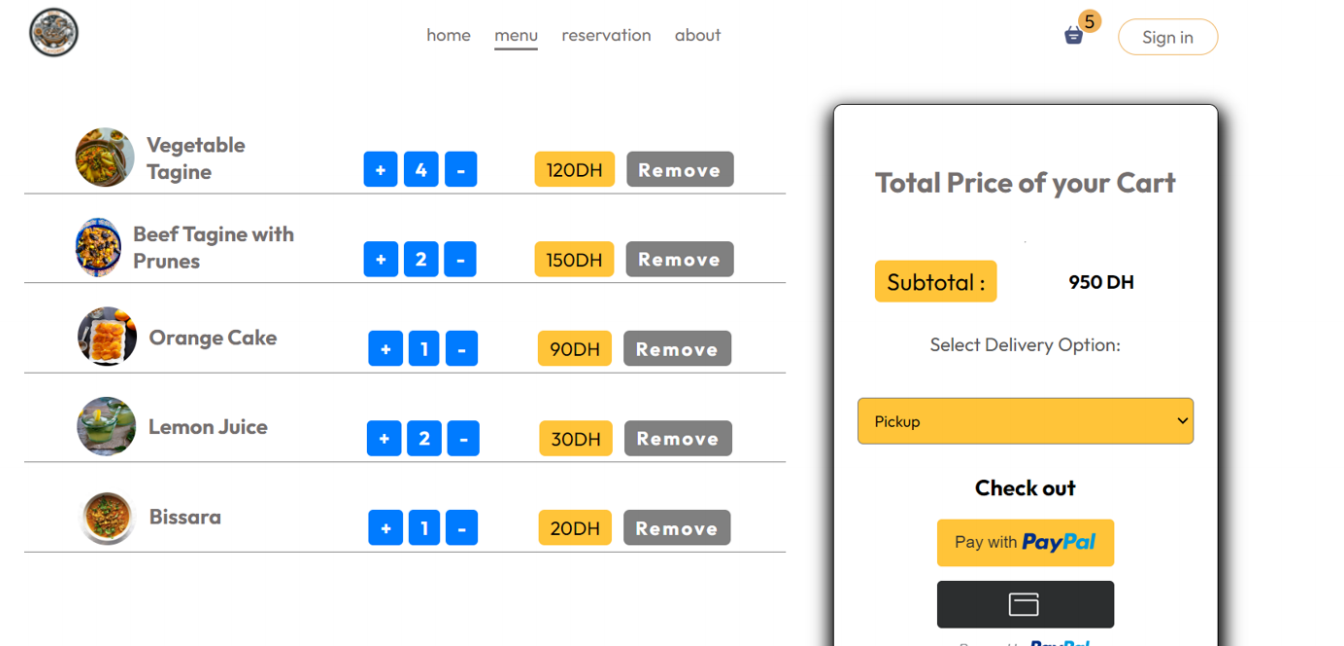 home menu reservation about
5
Sign in
Vegetable
Tagine
+ 4 -
120DH
Remove
Beef Tagine with
Prunes
+ 2 -
150DH
Remove
Orange Cake
+ 1 -
90DH
Remove
Lemon Juice
+ 2 -
30DH
Remove
Bissara
+ 1 -
20DH
Remove
Total Price of your Cart
Subtotal :
950 DH
Select Delivery Option:
Pickup
Check out
Pay with PayPal
PayPal